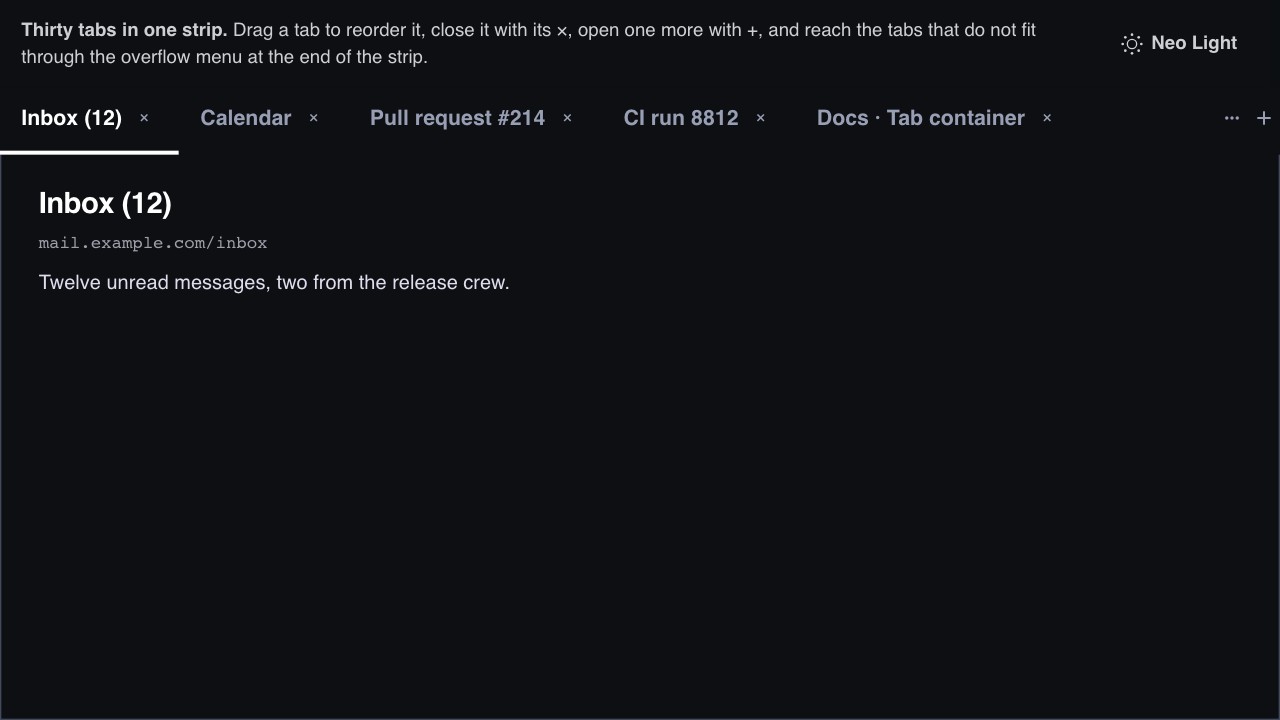 Thirty tabs in one strip. Drag a tab to reorder it, close it with its ×, open one more with +, and reach the tabs that do not fit
through the overflow menu at the end of the strip.
Neo Light
Inbox (12) × Calendar × Pull request #214 × CI run 8812 × Docs · Tab container × ··· +
Inbox (12)
mail.example.com/inbox
Twelve unread messages, two from the release crew.